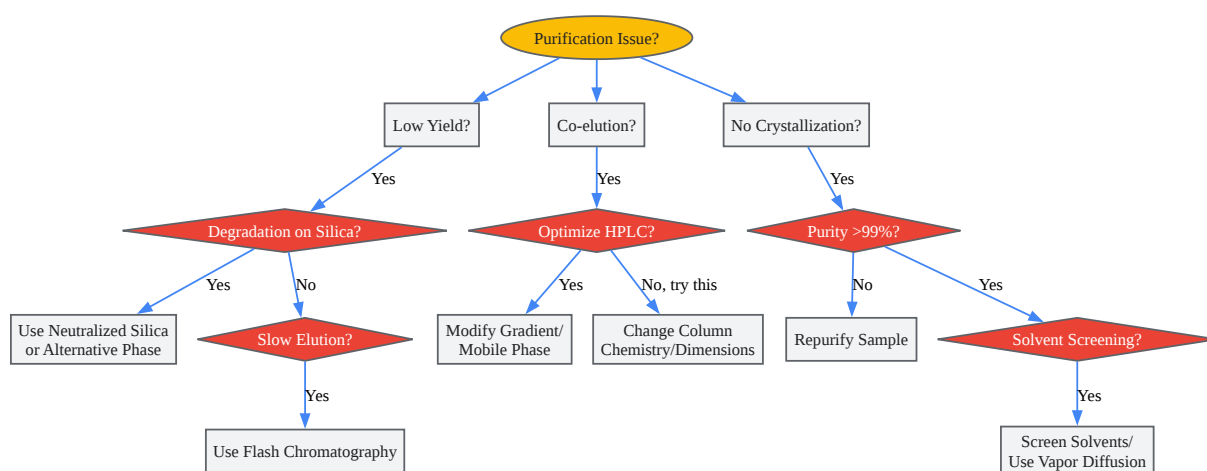 Purification Issue?
Low Yield?
Co-elution?
No Crystallization?
Yes
Yes
Yes
Degradation on Silica?
Optimize HPLC?
Purity >99%?
Yes
No
Yes
No, try this
No
Yes
Use Neutralized Silica
or Alternative Phase
Slow Elution?
Modify Gradient/
Mobile Phase
Change Column
Chemistry/Dimensions
Repurify Sample
Solvent Screening?
Yes
Yes
Use Flash Chromatography
Screen Solvents/
Use Vapor Diffusion